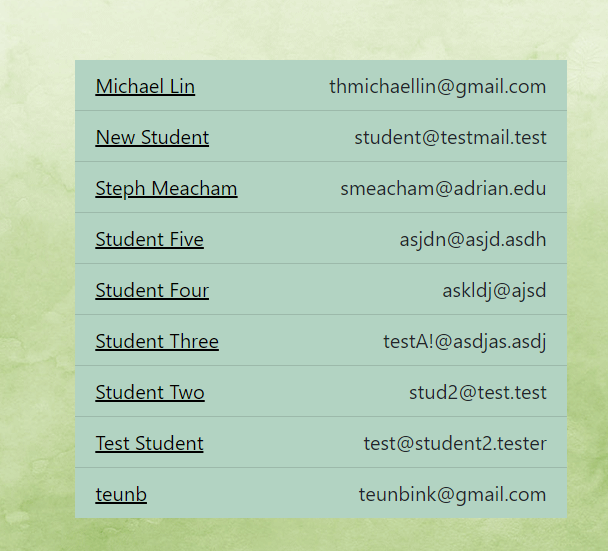 Michael Lin thmichaellin@gmail.com
New Student student@testmail.test
Steph Meacham smeacham@adrian.edu
Student Five asjdn@asjd.asdh
Student Four askldj@ajsd
Student Three testA!@asdjas.asdj
Student Two stud2@test.test
Test Student test@student2.tester
teunb teunbink@gmail.com